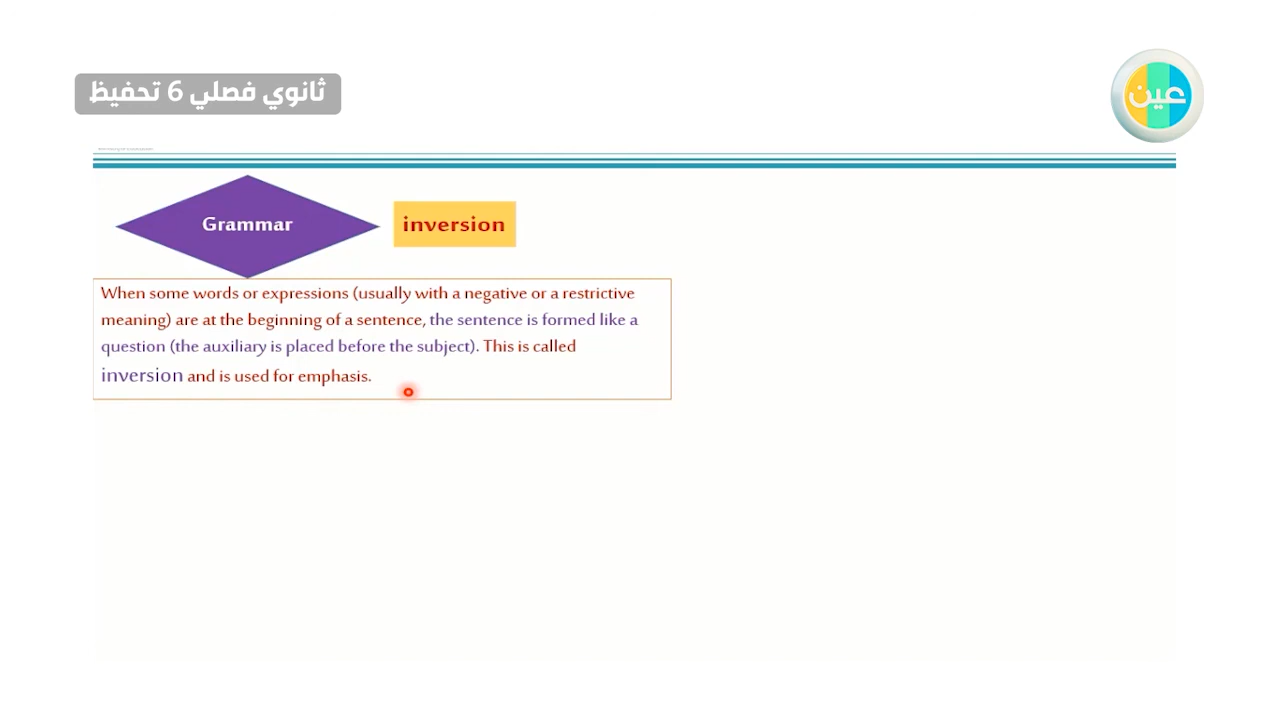 ثانوي فصلي 6 تحفيظ
عين
Grammar
inversion
When some words or expressions (usually with a negative or a restrictive
meaning) are at the beginning of a sentence, the sentence is formed like a
question (the auxiliary is placed before the subject). This is called
inversion and is used for emphasis.